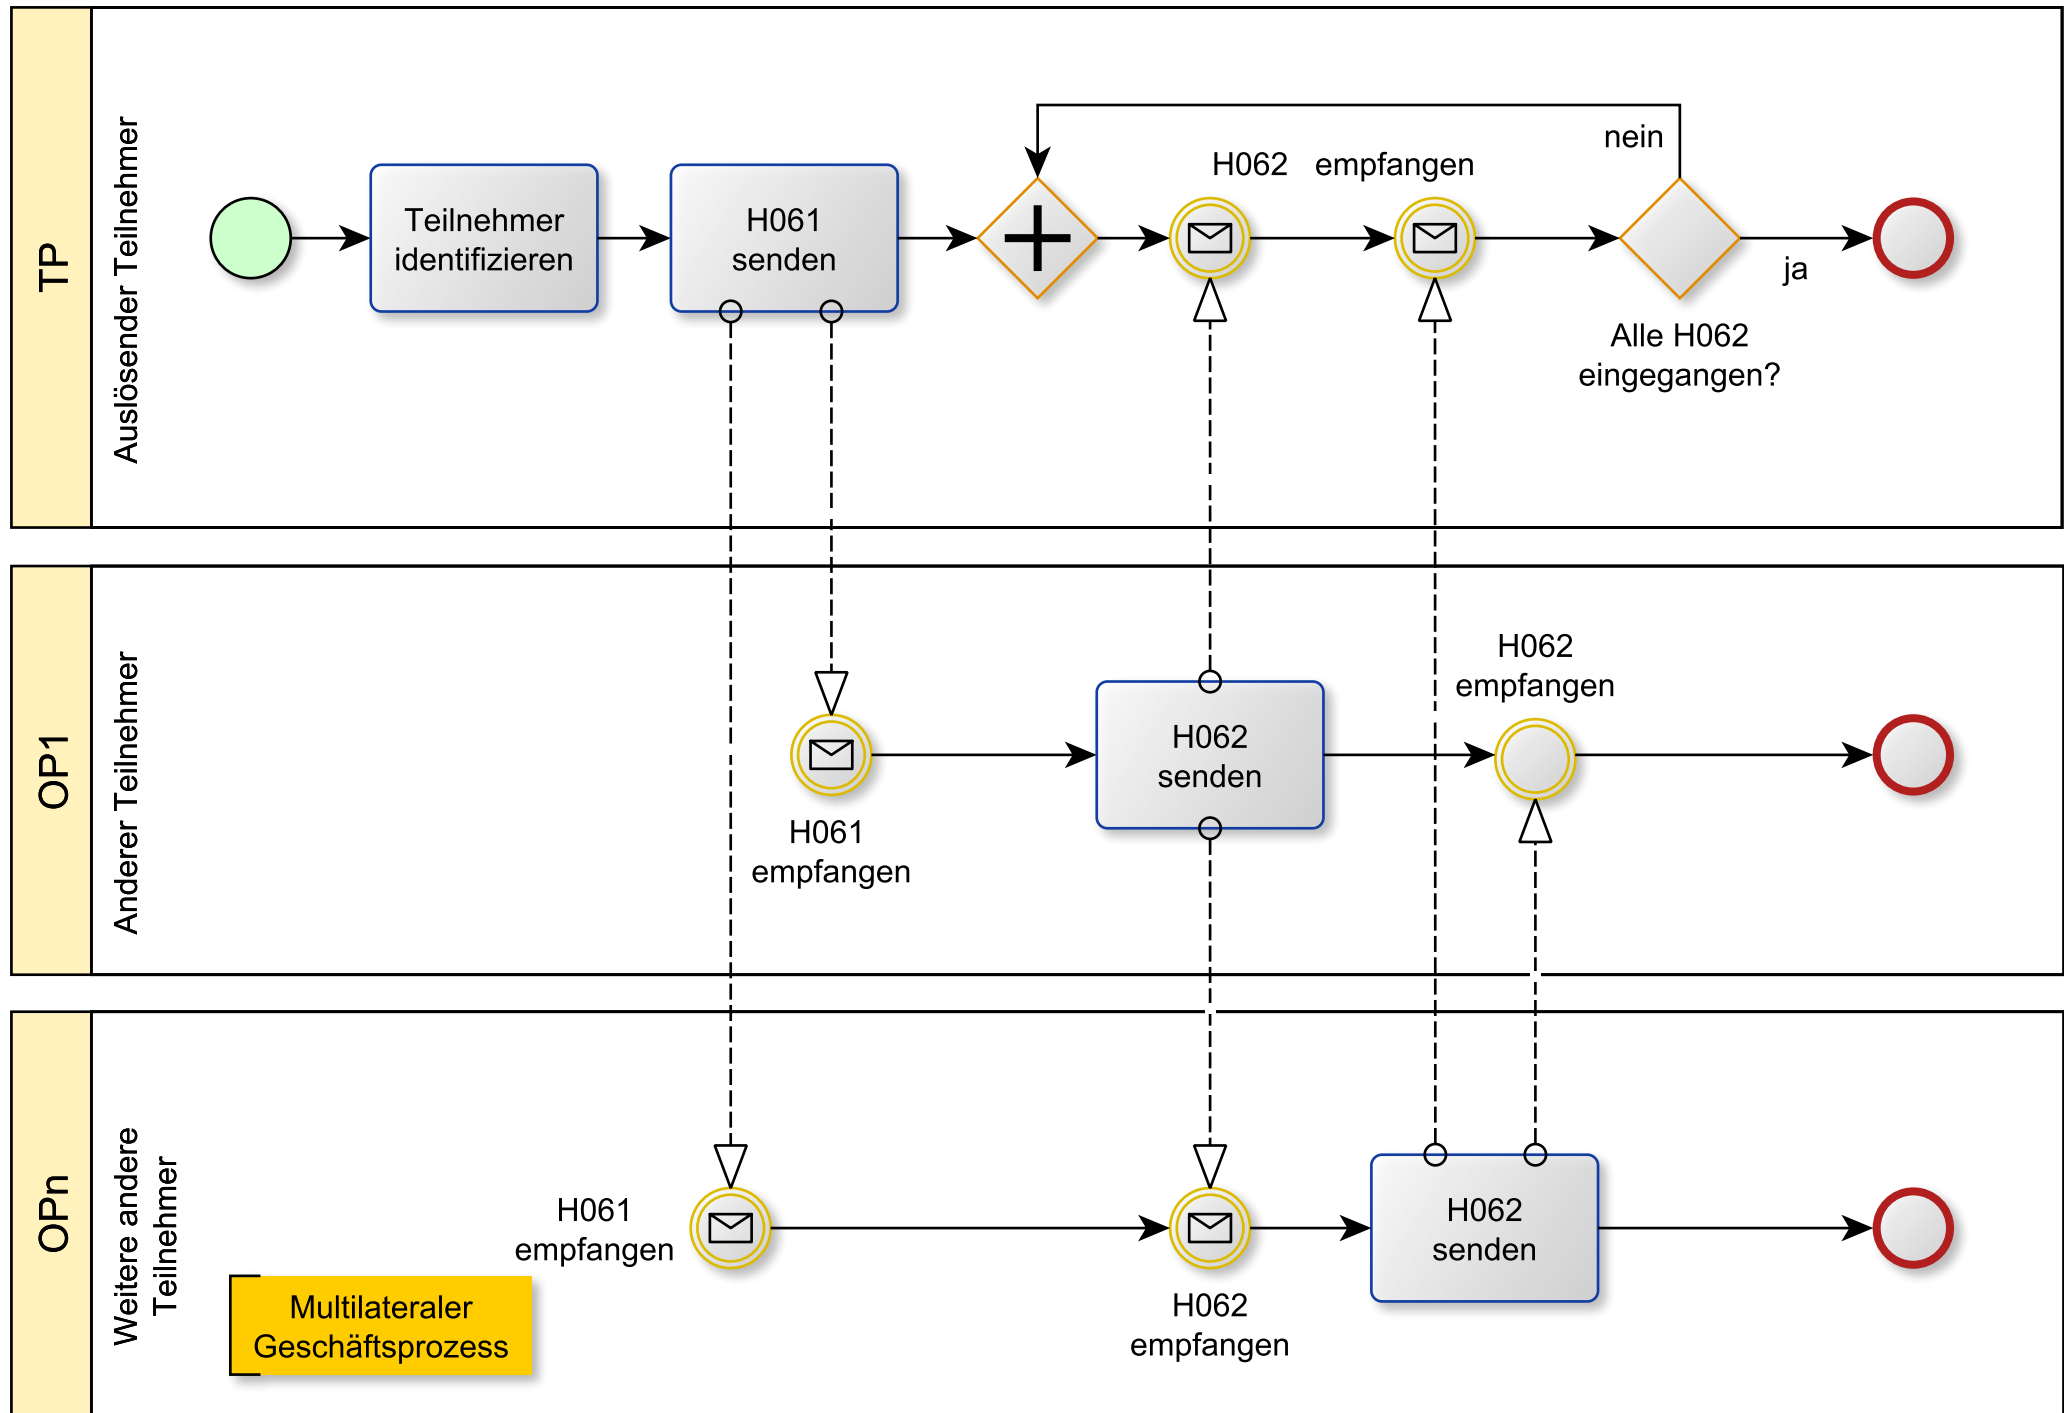 TP
Auslösender Teilnehmer
Teilnehmer
identifizieren
H061
senden
H062 empfangen
nein
ja
Alle H062
eingegangen?
OP1
Anderer Teilnehmer
H061
empfangen
H062
senden
H062
empfangen
OPn
Weitere andere
Teilnehmer
H061
empfangen
H062
empfangen
H062
senden
Multilateraler
Geschäftsprozess